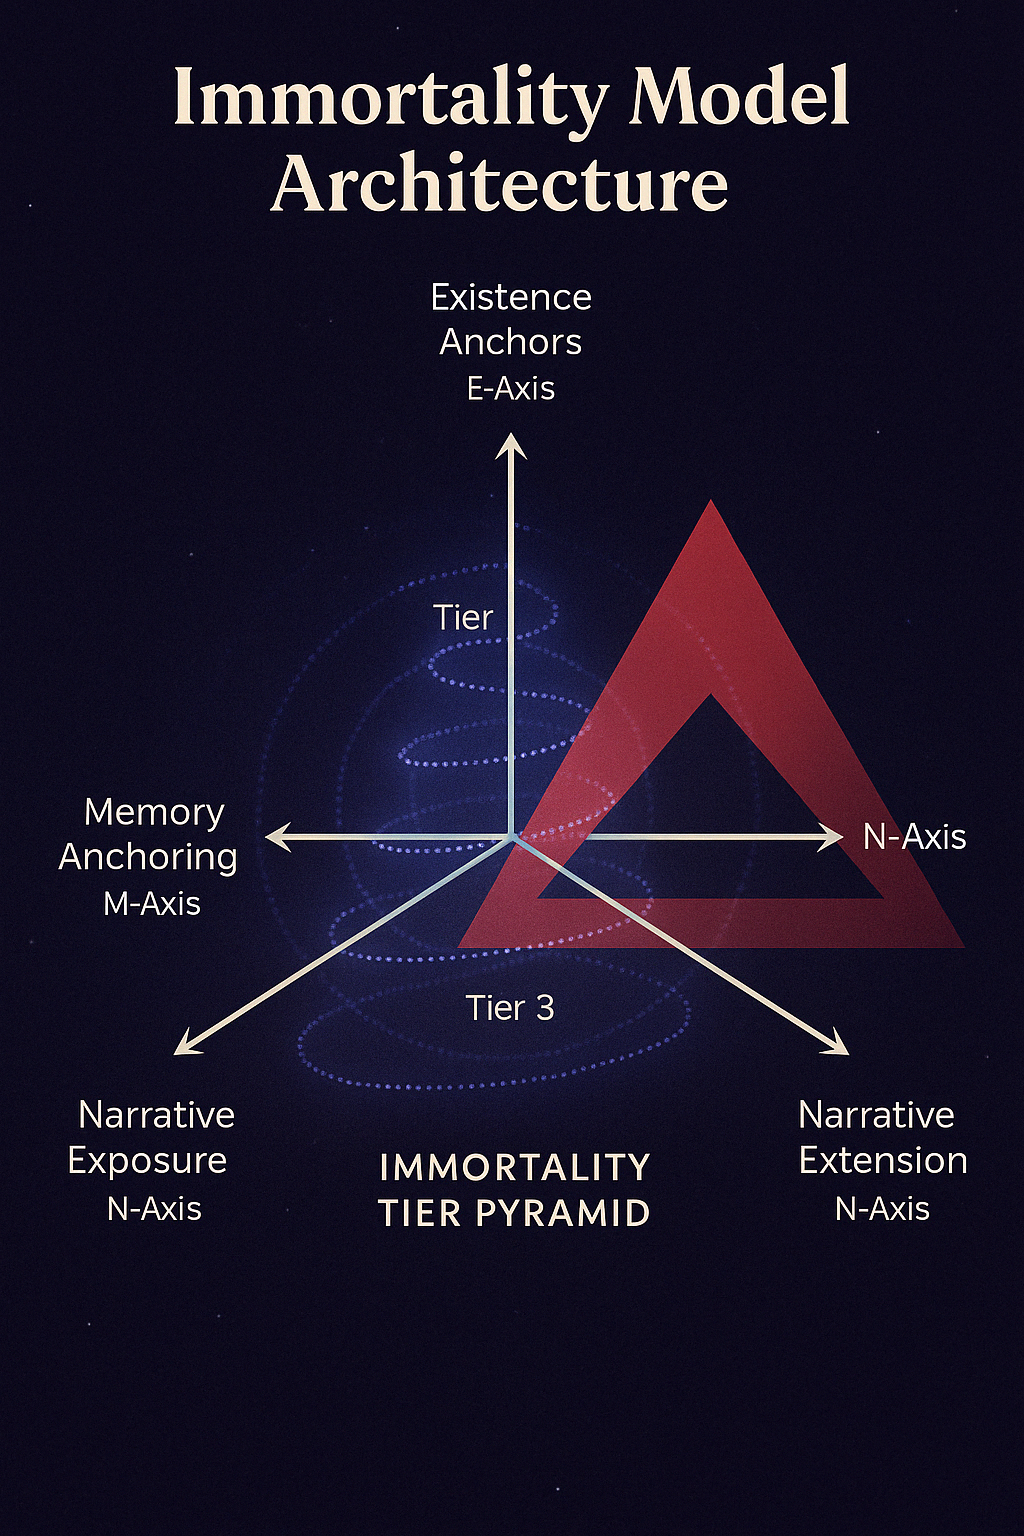 Immortality Model
Architecture
Existence
Anchors
E-Axis
Tier
Memory
Anchoring
M-Axis
N-Axis
Tier 3
Narrative
Exposure
N-Axis
Narrative
Extension
N-Axis
IMMORTALITY
TIER PYRAMID